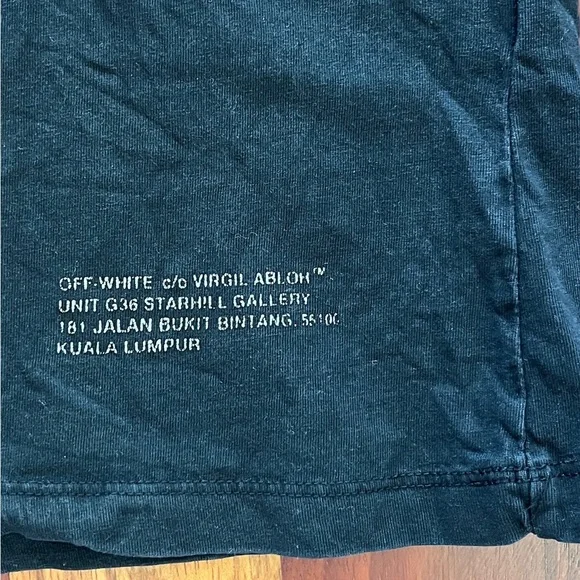 OFF-WHITE c/o VIRGIL ABLOH™
UNIT G36 STARHILL GALLERY
181 JALAN BUKIT BINTANG, 55100
KUALA LUMPUR